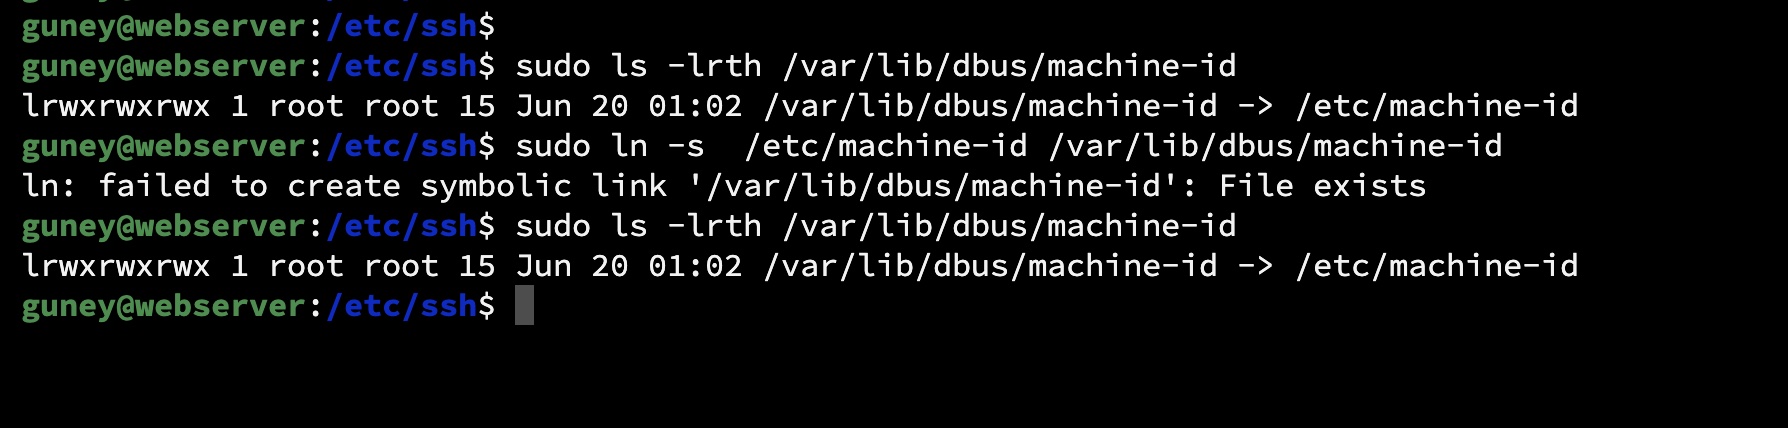 guney@webserver:/etc/ssh$
guney@webserver:/etc/ssh$ sudo ls -lrth /var/lib/dbus/machine-id
lrwxrwxrwx 1 root root 15 Jun 20 01:02 /var/lib/dbus/machine-id -> /etc/machine-id
guney@webserver:/etc/ssh$ sudo ln -s  /etc/machine-id /var/lib/dbus/machine-id
ln: failed to create symbolic link '/var/lib/dbus/machine-id': File exists
guney@webserver:/etc/ssh$ sudo ls -lrth /var/lib/dbus/machine-id
lrwxrwxrwx 1 root root 15 Jun 20 01:02 /var/lib/dbus/machine-id -> /etc/machine-id
guney@webserver:/etc/ssh$